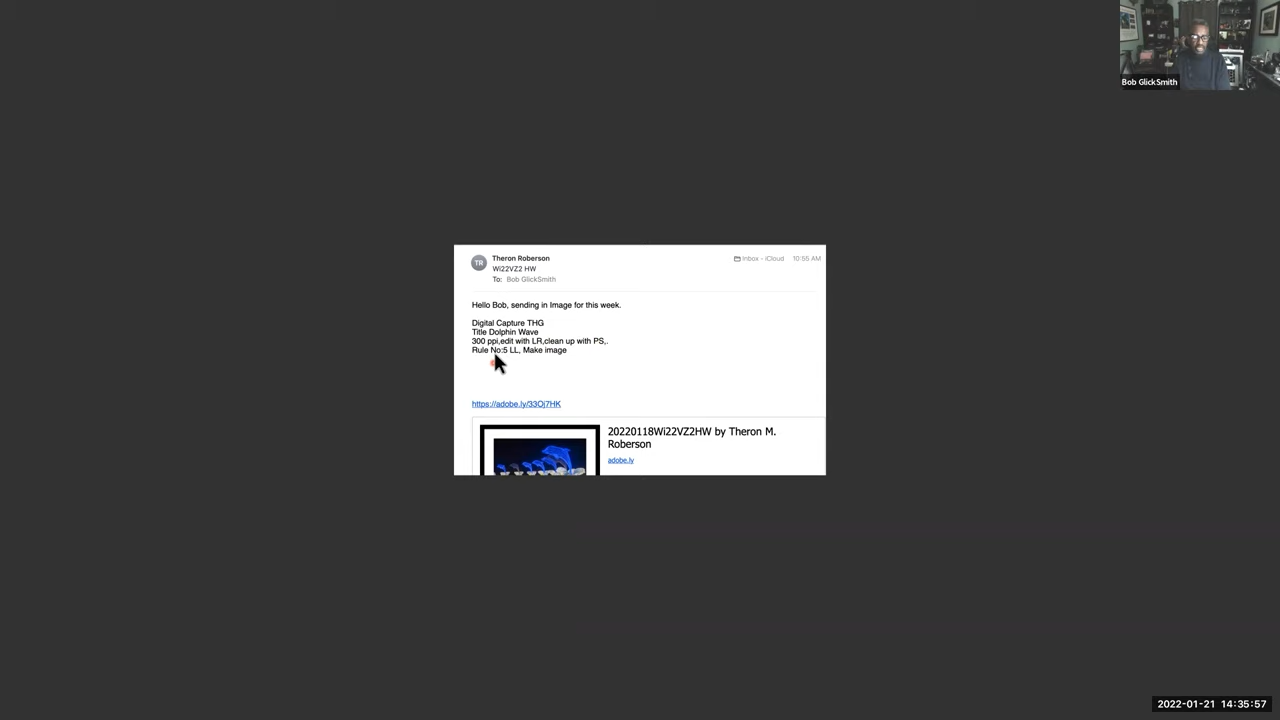 Bob GlickSmith
TR
Theron Roberson
Inbox - iCloud
10:55 AM
Wi22VZ2 HW
To: Bob GlickSmith
Hello Bob, sending in Image for this week.
Digital Capture THG
Title Dolphin Wave
300 ppi,edit with LR,clean up with PS,.
Rule No:5 LL, Make image
https://adobe.ly/33Oj7HK
20220118Wi22VZ2HW by Theron M.
Roberson
adobe.ly
2022-01-21 14:35:57